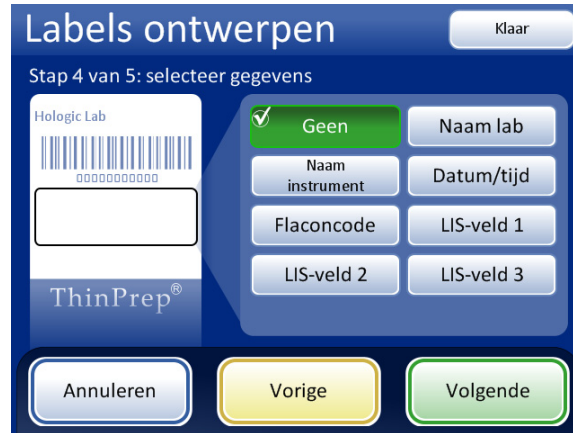 Labels ontwerpen
Klaar
Stap 4 van 5: selecteer gegevens
Hologic Lab
00000000000
ThinPrep®
Geen
Naam lab
Naam
instrument
Datum/tijd
Flaconcode
LIS-veld 1
LIS-veld 2
LIS-veld 3
Annuleren
Vorige
Volgende